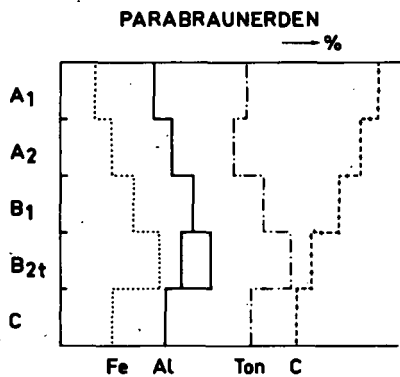 PARABRAUNERDEN
→ %
A1
A2
B1
B2t
C
Fe Al Ton C